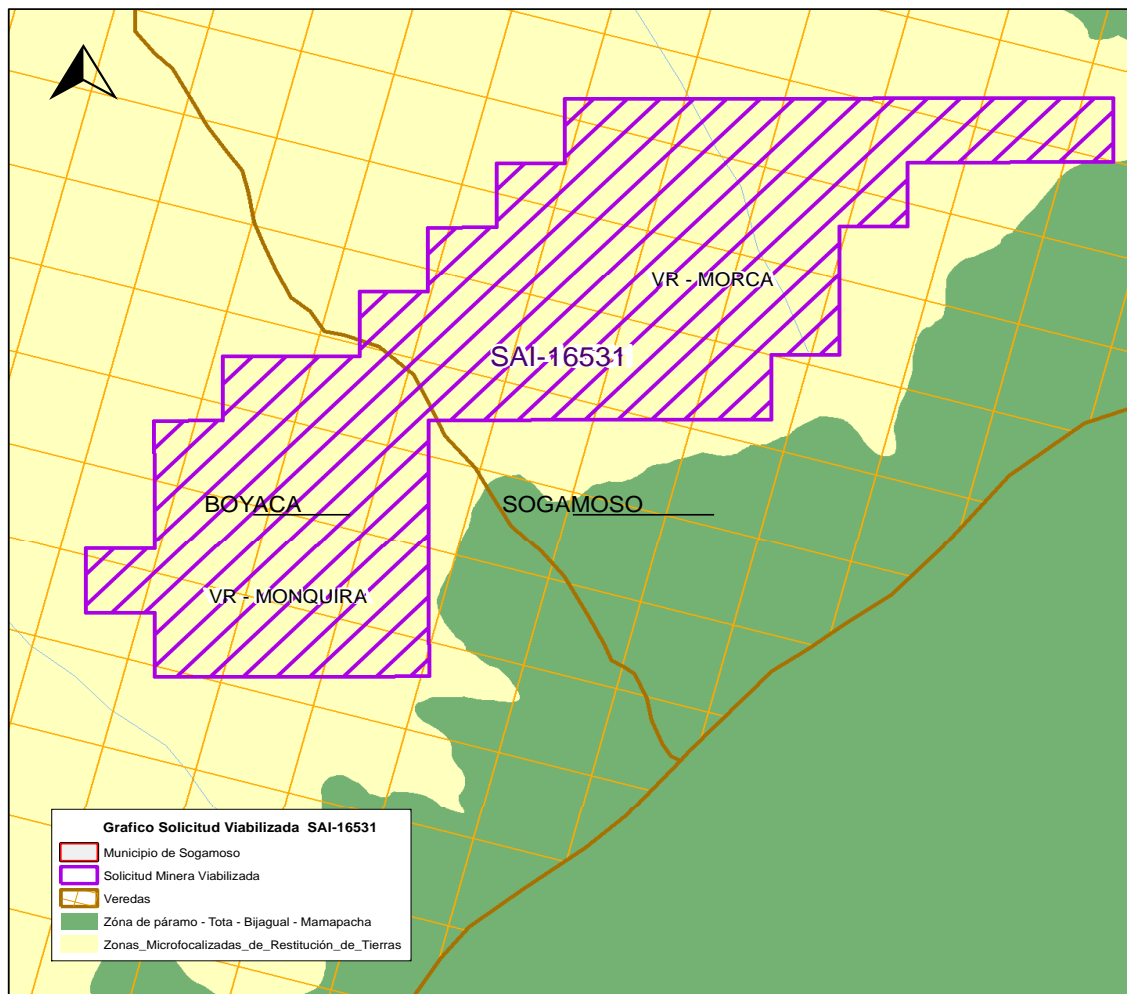 VR - MORCA
SAI-16531
BOYACA
SOGAMOSO
VR - MONQUIRA
Grafico Solicitud Viabilizada SAI-16531
Municipio de Sogamoso
Solicitud Minera Viabilizada
Veredas
Zóna de páramo - Tota - Bijagual - Mamapacha
Zonas_Microfocalizadas_de_Restitución_de_Tierras